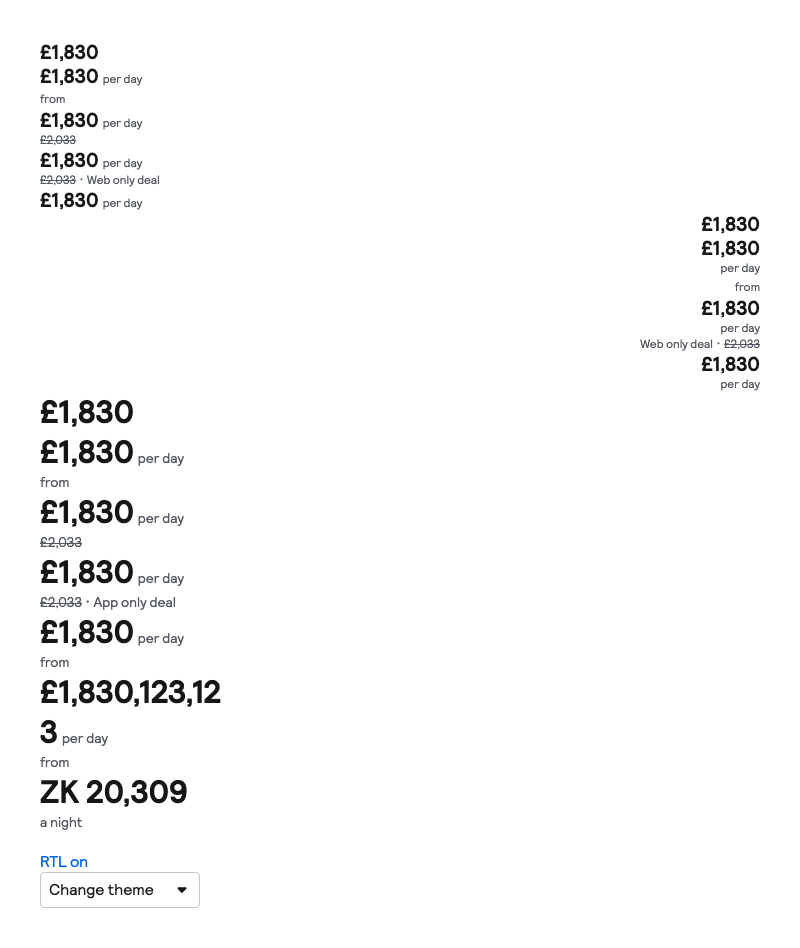 £1,830
£1,830 per day
from
£1,830 per day
£2,033
£1,830 per day
£2,033 · Web only deal
£1,830 per day
£1,830
£1,830
per day
from
£1,830
per day
Web only deal · £2,033
£1,830
per day
£1,830
£1,830 per day
from
£1,830 per day
£2,033
£1,830 per day
£2,033 · App only deal
£1,830 per day
from
£1,830,123,12
3 per day
from
ZK 20,309
a night
RTL on
Change theme